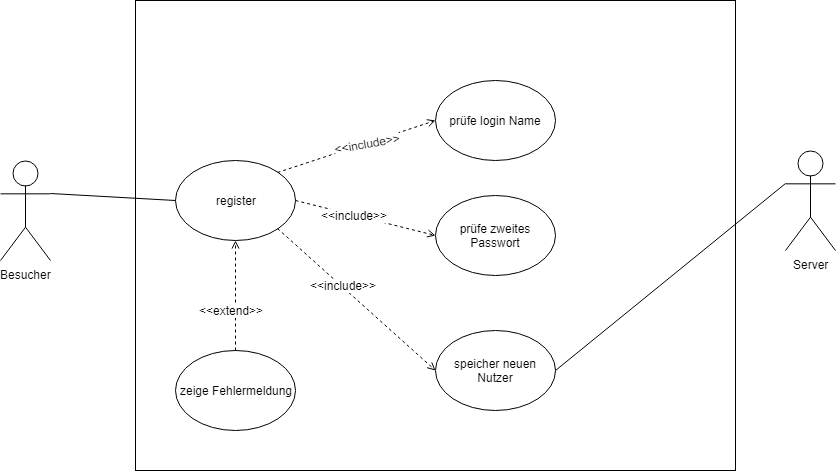 prüfe login Name
<<include>>
register
<<include>>
prüfe zweites
Passwort
Besucher
Server
<<include>>
<<extend>>
speicher neuen
Nutzer
zeige Fehlermeldung